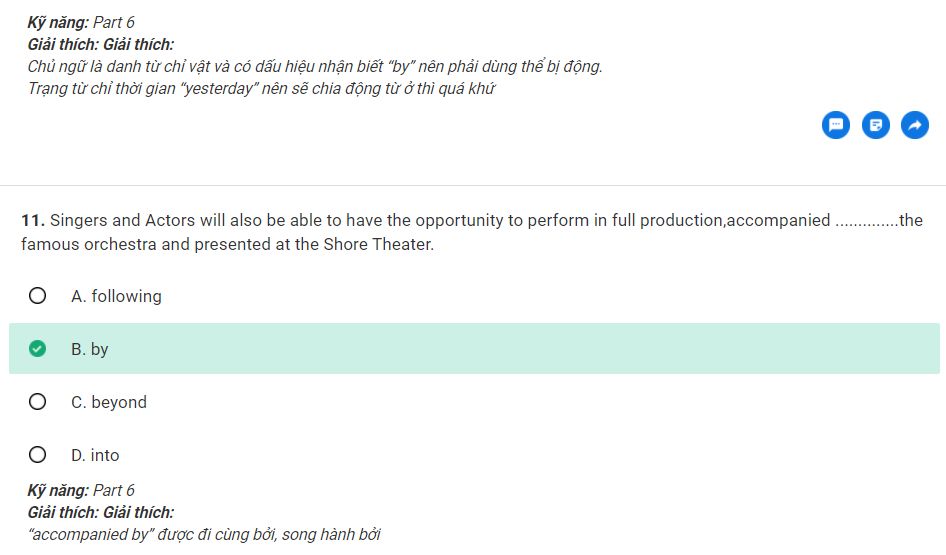 Kỹ năng: Part 6
Giải thích: Giải thích:
Chủ ngữ là danh từ chỉ vật và có dấu hiệu nhận biết “by” nên phải dùng thể bị động.
Trạng từ chỉ thời gian “yesterday” nên sẽ chia động từ ở thì quá khứ
11. Singers and Actors will also be able to have the opportunity to perform in full production,accompanied ..............the
famous orchestra and presented at the Shore Theater.
A. following
B. by
C. beyond
D. into
Kỹ năng: Part 6
Giải thích: Giải thích:
“accompanied by” được đi cùng bởi, song hành bởi